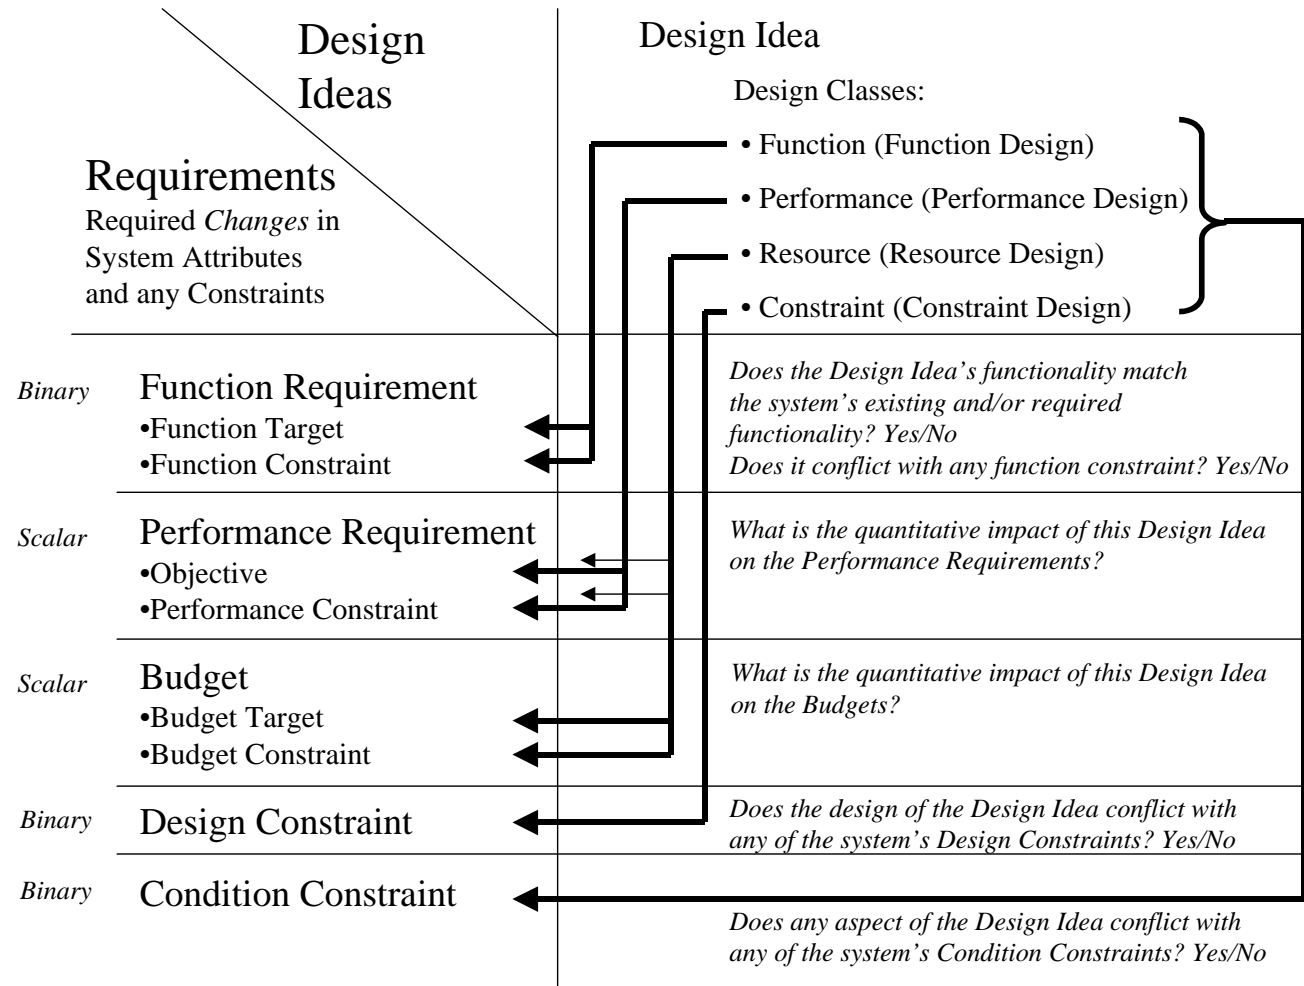 Design
Ideas
Requirements
Required Changes in
System Attributes
and any Constraints
Design Idea
Design Classes:
• Function (Function Design)
• Performance (Performance Design)
• Resource (Resource Design)
• Constraint (Constraint Design)
Binary
Function Requirement
•Function Target
•Function Constraint
Does the Design Idea’s functionality match
the system’s existing and/or required
functionality? Yes/No
Does it conflict with any function constraint? Yes/No
Scalar
Performance Requirement
•Objective
•Performance Constraint
What is the quantitative impact of this Design Idea
on the Performance Requirements?
Scalar
Budget
•Budget Target
•Budget Constraint
What is the quantitative impact of this Design Idea
on the Budgets?
Binary
Design Constraint
Does the design of the Design Idea conflict with
any of the system’s Design Constraints? Yes/No
Binary
Condition Constraint
Does any aspect of the Design Idea conflict with
any of the system’s Condition Constraints? Yes/No